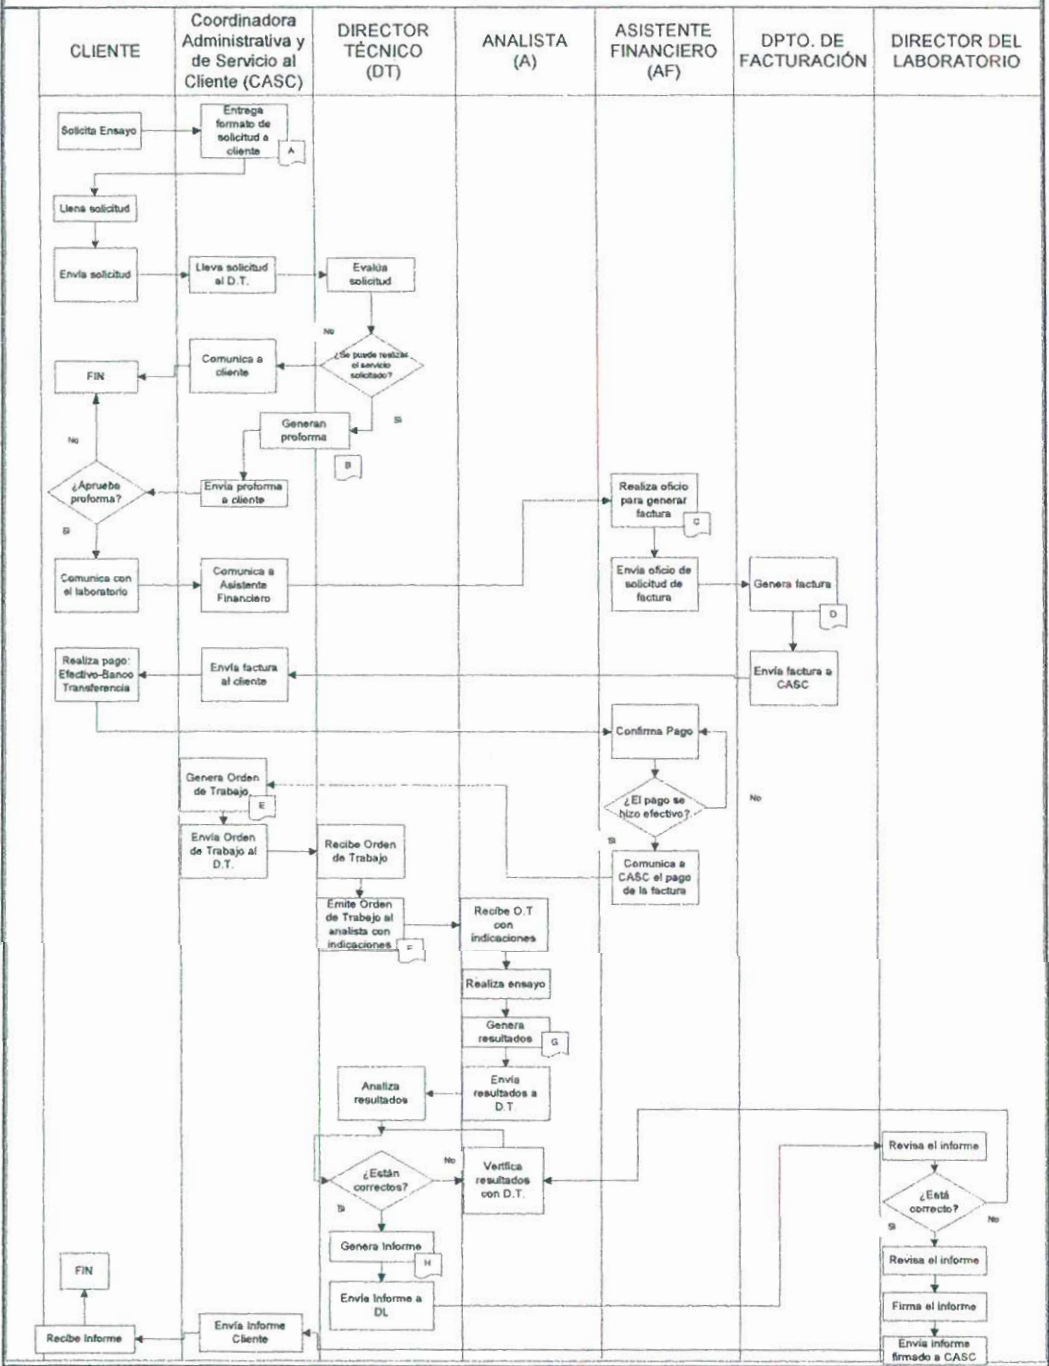 CLIENTE
Coordinadora
Administrativa y
de Servicio al
Cliente (CASC)
DIRECTOR
TÉCNICO
(DT)
ANALISTA
(A)
ASISTENTE
FINANCIERO
(AF)
DPTO. DE
FACTURACIÓN
DIRECTOR DEL
LABORATORIO
Solicita Ensayo
Entrega
formato de
solicitud a
cliente
A
Llena solicitud
Envía solicitud
Lleva solicitud
al D.T.
Evalúa
solicitud
No
¿Se puede realizar
el servicio
solicitado?
Comunica a
cliente
FIN
Si
Generan
proforma
B
No
¿Aprueba
proforma?
Envía proforma
a cliente
Si
Realiza oficio
para generar
factura
C
Comunica con
el laboratorio
Comunica a
Asistente
Financiero
Envía oficio de
solicitud de
factura
Genera factura
D
Realiza pago:
Efectivo-Banco
Transferencia
Envía factura
al cliente
Envía factura a
CASC
Confirma Pago
Genera Orden
de Trabajo
E
¿El pago se
hizo efectivo?
No
Si
Envía Orden
de Trabajo al
D.T.
Recibe Orden
de Trabajo
Comunica a
CASC el pago
de la factura
Emite Orden
de Trabajo al
analista con
indicaciones
F
Recibe O.T
con
indicaciones
Realiza ensayo
Genera
resultados
G
Analiza
resultados
Envía
resultados a
D.T.
¿Están
correctos?
No
Si
Verifica
resultados
con D.T.
Revisa el informe
¿Está
correcto?
No
Si
Genera Informe
H
Revisa el informe
FIN
Envía Informe a
DL
Firma el informe
Recibe Informe
Envía Informe
Cliente
Envía informe
firmado a CASC